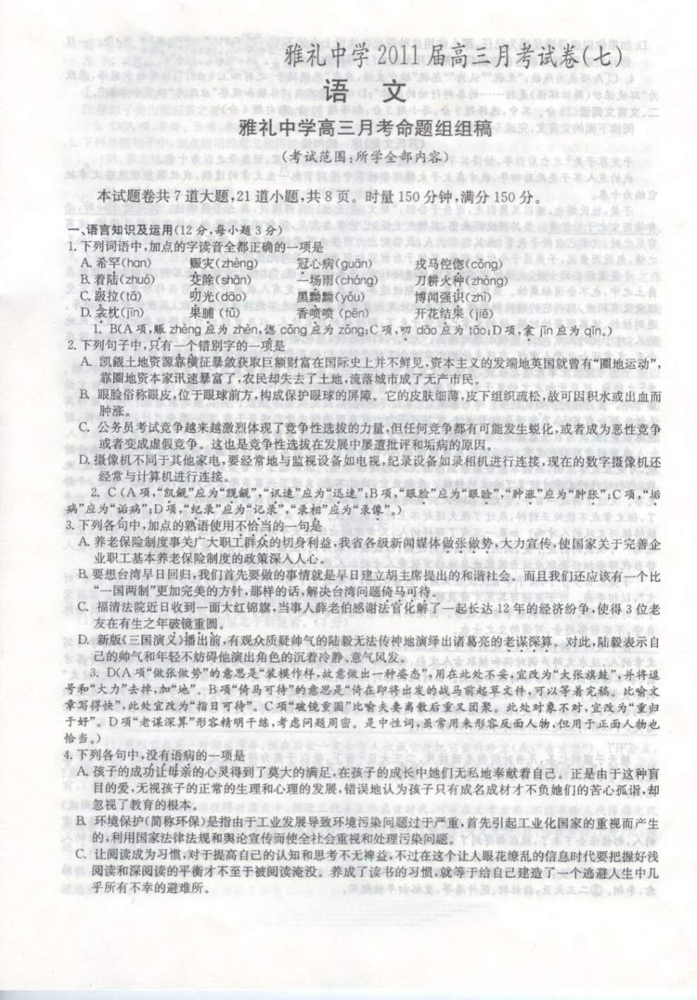 雅礼中学2011届高三月考试卷(七)
语 文
雅礼中学高三月考命题组组稿
(考试范围:所学全部内容)
本试题卷共7道大题,21道小题,共8页。时量150分钟,满分150分。
一、语言知识及运用(12分,每小题3分)
1. 下列词语中,加点的字读音全都正确的一项是
A. 希罕(han) 赈灾(zhèng) 冠心病(guān) 戎马倥偬(cǒng)
B. 着陆(zhuó) 芟除(shān) 一场雨(cháng) 刀耕火种(zhòng)
C. 趿拉(tā) 叨光(dāo) 黑黝黝(yǒu) 博闻强识(zhì)
D. 衾枕(jīn) 果脯(fǔ) 香喷喷(pēn) 开花结果(jiē)
1. B(A项,赈zhèng应为zhèn,偬cǒng应为zǒng;C项,叨dāo应为tāo;D项,衾jīn应为qīn。)
2. 下列句子中,只有一个错别字的一项是
A. 凯觎土地资源靠横征暴敛获取巨额财富在国际史上并不鲜见,资本主义的发端地英国就曾有“圈地运动”,
靠圈地资本家讯速暴富了,农民却失去了土地,流落城市成了无产市民。
B. 眼脸俗称眼皮,位于眼球前方,构成保护眼球的屏障。它的皮肤细薄,皮下组织疏松,故可因积水或出血而
肿涨。
C. 公务员考试竞争越来越激烈体现了竞争性选拔的力量,但任何竞争都有可能发生蜕化,或者成为恶性竞争
或者变成虚假竞争。这也是竞争性选拔在发展中屡遭批评和垢病的原因。
D. 摄像机不同于其他家电,要经常地与监视设备如电视,纪录设备如录相机进行连接,现在的数字摄像机还
经常与计算机进行连接。
2. C(A项,“凯觎”应为“觊觎”,“讯速”应为“迅速”;B项,“眼脸”应为“眼睑”,“肿涨”应为“肿胀”;C项,“垢
病”应为“诟病”;D项,“纪录”应为“记录”,“录相”应为“录像”。)
3. 下列各句中,加点的熟语使用不恰当的一句是
A. 养老保险制度事关广大职工群众的切身利益,我省各级新闻媒体做张做势,大力宣传,使国家关于完善企
业职工基本养老保险制度的政策深入人心。
B. 要想台湾早日回归,我们首先要做的事情就是早日建立胡主席提出的和谐社会。而且我们还应该有一个比
“一国两制”更加完美的方针,那样的话,解决台湾问题倚马可待。
C. 福清法院近日收到一面大红锦旗,当事人薛老伯感谢法官化解了一起长达12年的经济纷争,使得3位老
友在有生之年破镜重圆。
D. 新版《三国演义》播出前,有观众质疑帅气的陆毅无法传神地演绎出诸葛亮的老谋深算。对此,陆毅表示自
己的帅气和年轻不妨碍他演出角色的沉着冷静、意气风发。
3. D(A项“做张做势”的意思是“装模作样,故意做出一种姿态”,用在此处不妥,宜改为“大张旗鼓”,并将逗
号和“大力”去掉,加“地”。B项“倚马可待”的意思是“倚在即将出发的战马前起草文件,可以等着完稿。比喻文
章写得快”,此处宜改为“指日可待”。C项“破镜重圆”比喻夫妻离散后重又团聚。此处对象不对,宜改为“重归
于好”。D项“老谋深算”形容精明干练,考虑问题周密。是中性词,虽常用来形容反面人物,但用于正面人物也
恰当。)
4. 下列各句中,没有语病的一项是
A. 孩子的成功让母亲的心灵得到了莫大的满足,在孩子的成长中她们无私地奉献着自己。正是由于这种盲
目的爱,无视孩子的正常的生理和心理的发展,错误地认为孩子只有成名成材才不负她们的苦心孤诣,却
忽视了教育的根本。
B. 环境保护(简称环保)是指由于工业发展导致环境污染问题过于严重,首先引起工业化国家的重视而产生
的,利用国家法律法规和舆论宣传而使全社会重视和处理污染问题。
C. 让阅读成为习惯,对于提高自己的认知和思考不无裨益,不过在这个让人眼花缭乱的信息时代要把握好浅
阅读和深阅读的平衡才不至于被阅读淹没。养成了读书的习惯,就等于给自己建造了一个逃避人生中几
乎所有不幸的避难所。